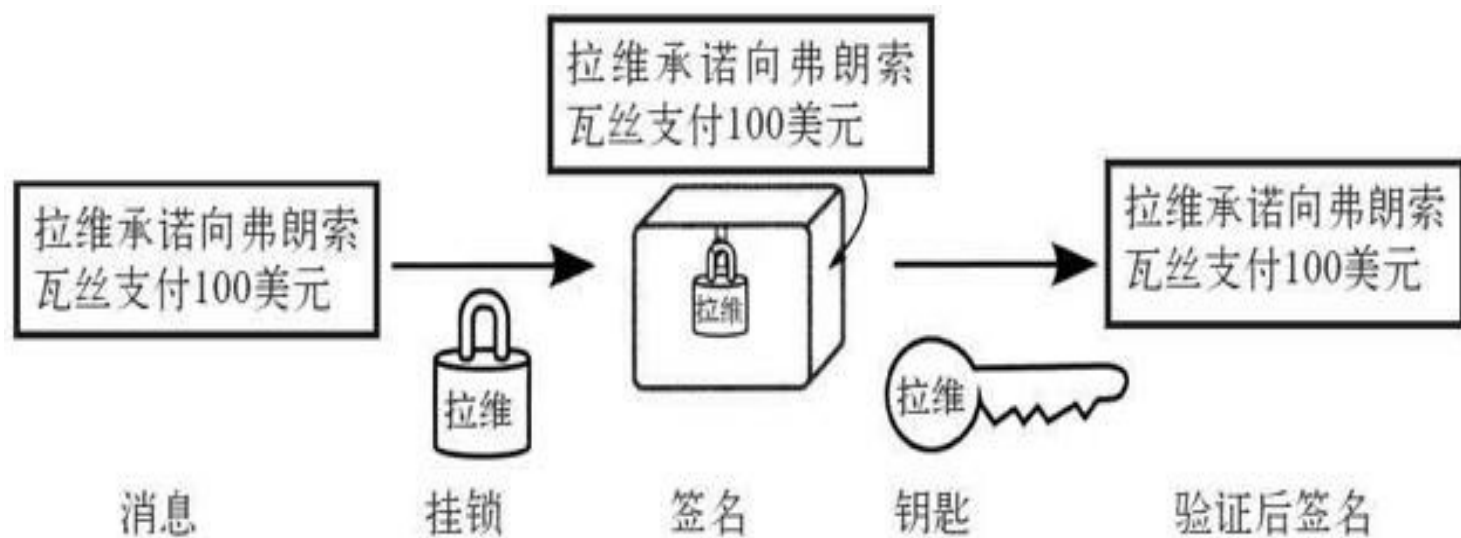 拉维承诺向弗朗索
瓦丝支付100美元
拉维承诺向弗朗索
瓦丝支付100美元
拉维承诺向弗朗索
瓦丝支付100美元
拉维
拉维
拉维
消息
挂锁
签名
钥匙
验证后签名